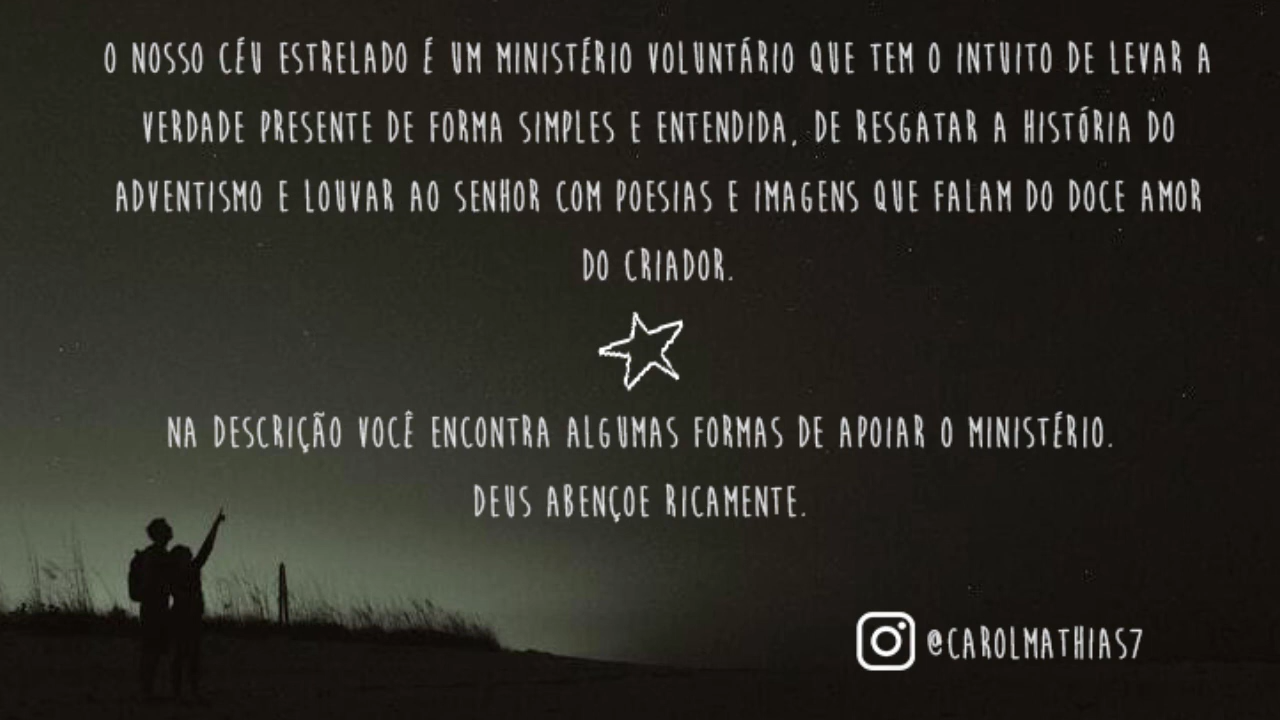 O NOSSO CÉU ESTRELADO É UM MINISTÉRIO VOLUNTÁRIO QUE TEM O INTUITO DE LEVAR A
VERDADE PRESENTE DE FORMA SIMPLES E ENTENDIDA, DE RESGATAR A HISTÓRIA DO
ADVENTISMO E LOUVAR AO SENHOR COM POESIAS E IMAGENS QUE FALAM DO DOCE AMOR
DO CRIADOR.
NA DESCRIÇÃO VOCÊ ENCONTRA ALGUMAS FORMAS DE APOIAR O MINISTÉRIO.
DEUS ABENÇOE RICAMENTE.
@CAROLMATHIAS7